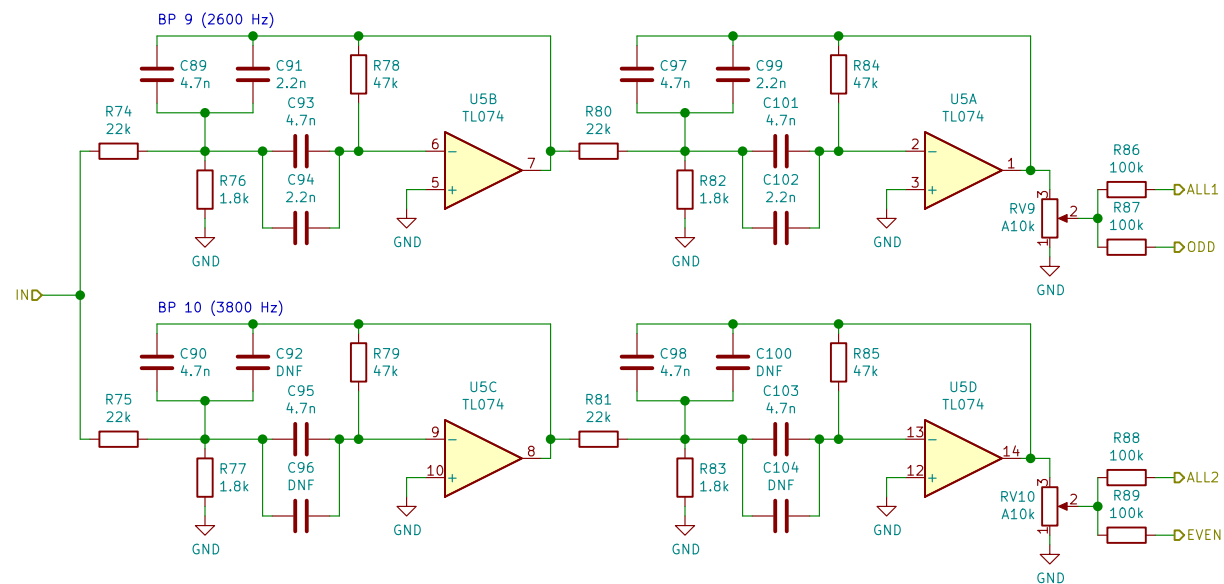 BP 9 (2600 Hz)
C89
4.7n
C91
2.2n
R78
47k
C97
4.7n
C99
2.2n
R84
47k
R74
22k
C93
4.7n
U5B
TL074
R80
22k
C101
4.7n
U5A
TL074
6
7
2
1
5
3
R76
1.8k
C94
2.2n
R82
1.8k
C102
2.2n
R86
100k
ALL1
RV9
A10k
3
2
1
R87
100k
ODD
GND
GND
GND
GND
GND
IN
BP 10 (3800 Hz)
C90
4.7n
C92
DNF
R79
47k
C98
4.7n
C100
DNF
R85
47k
R75
22k
C95
4.7n
U5C
TL074
R81
22k
C103
4.7n
U5D
TL074
9
8
13
14
10
12
R77
1.8k
C96
DNF
R83
1.8k
C104
DNF
R88
100k
ALL2
RV10
A10k
3
2
1
R89
100k
EVEN
GND
GND
GND
GND
GND